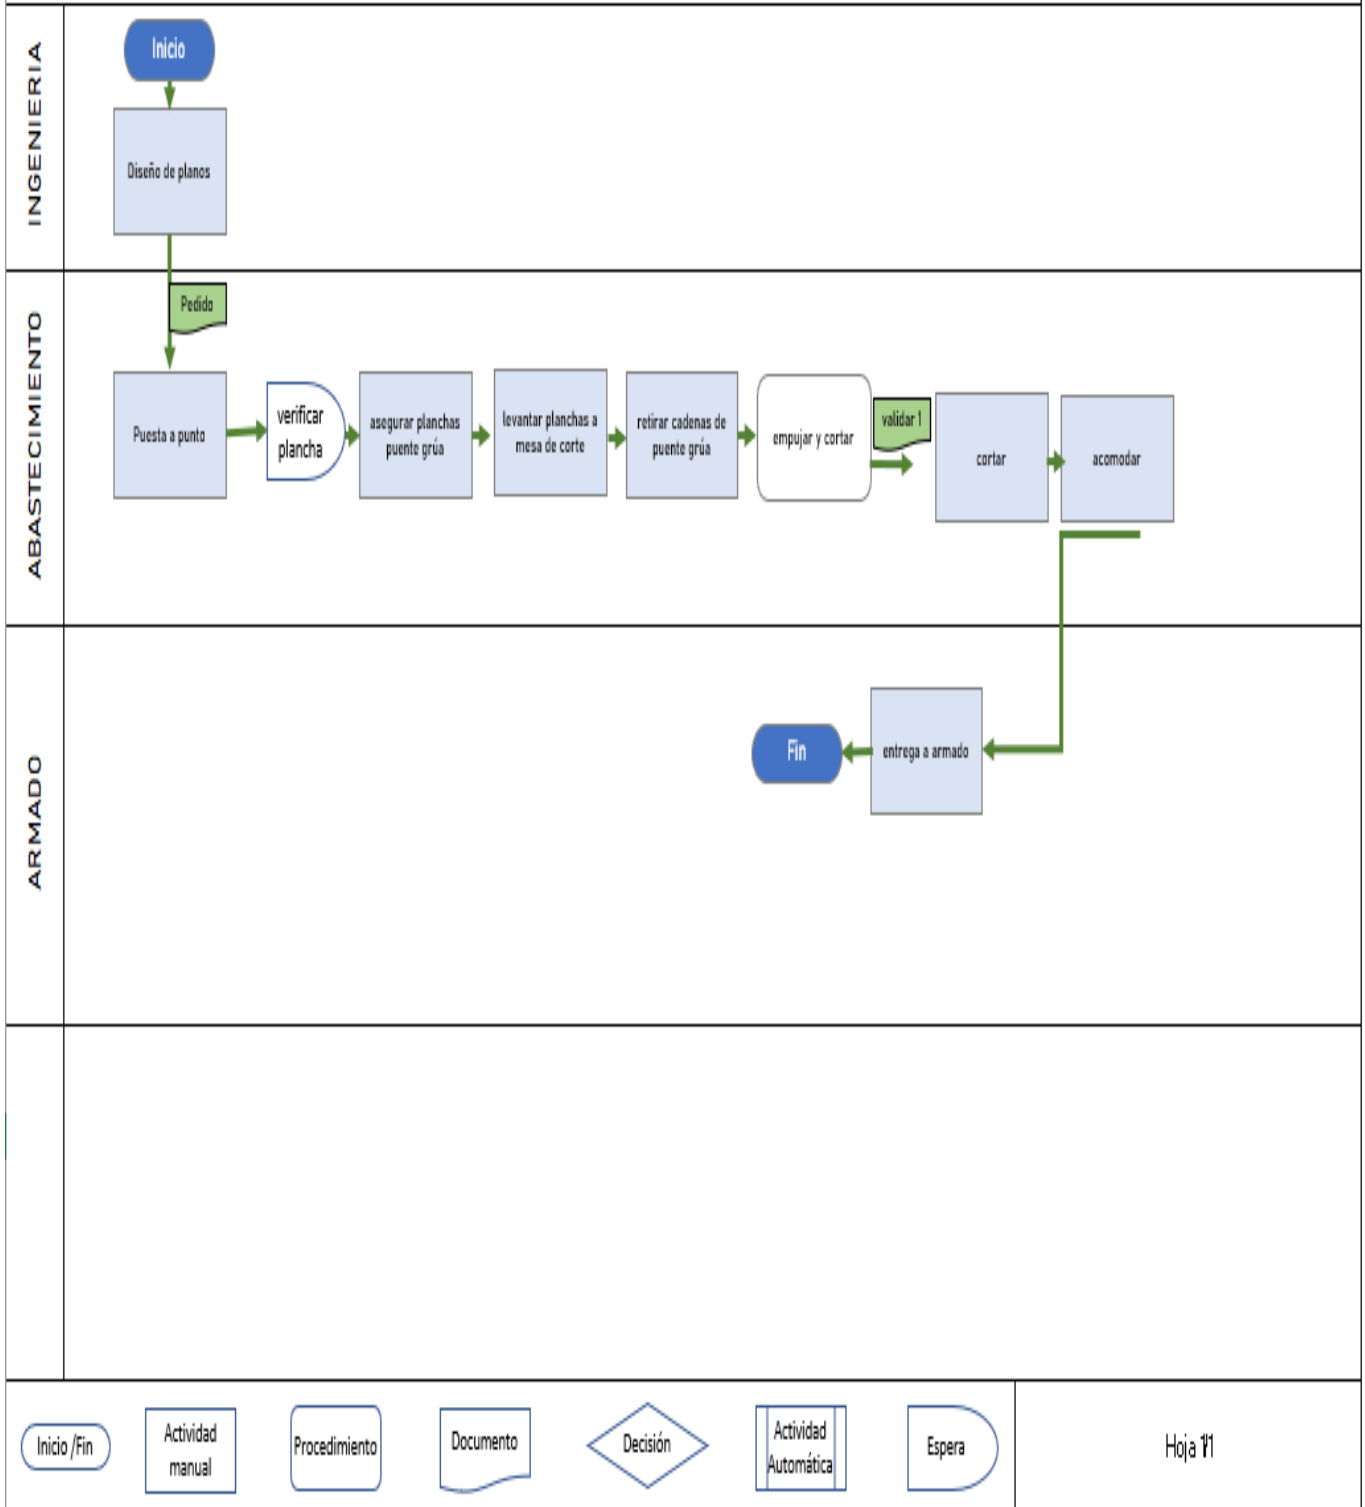 INGENIERIA
Inicio
Diseño de planos
ABASTECIMIENTO
Pedido
Puesta a punto
verificar
plancha
asegurar planchas
puente grúa
levantar planchas a
mesa de corte
retirar cadenas de
puente grúa
empujar y cortar
validar 1
cortar
acomodar
ARMADO
Fin
entrega a armado
Inicio /Fin
Actividad
manual
Procedimiento
Documento
Decisión
Actividad
Automática
Espera
Hoja 1/1